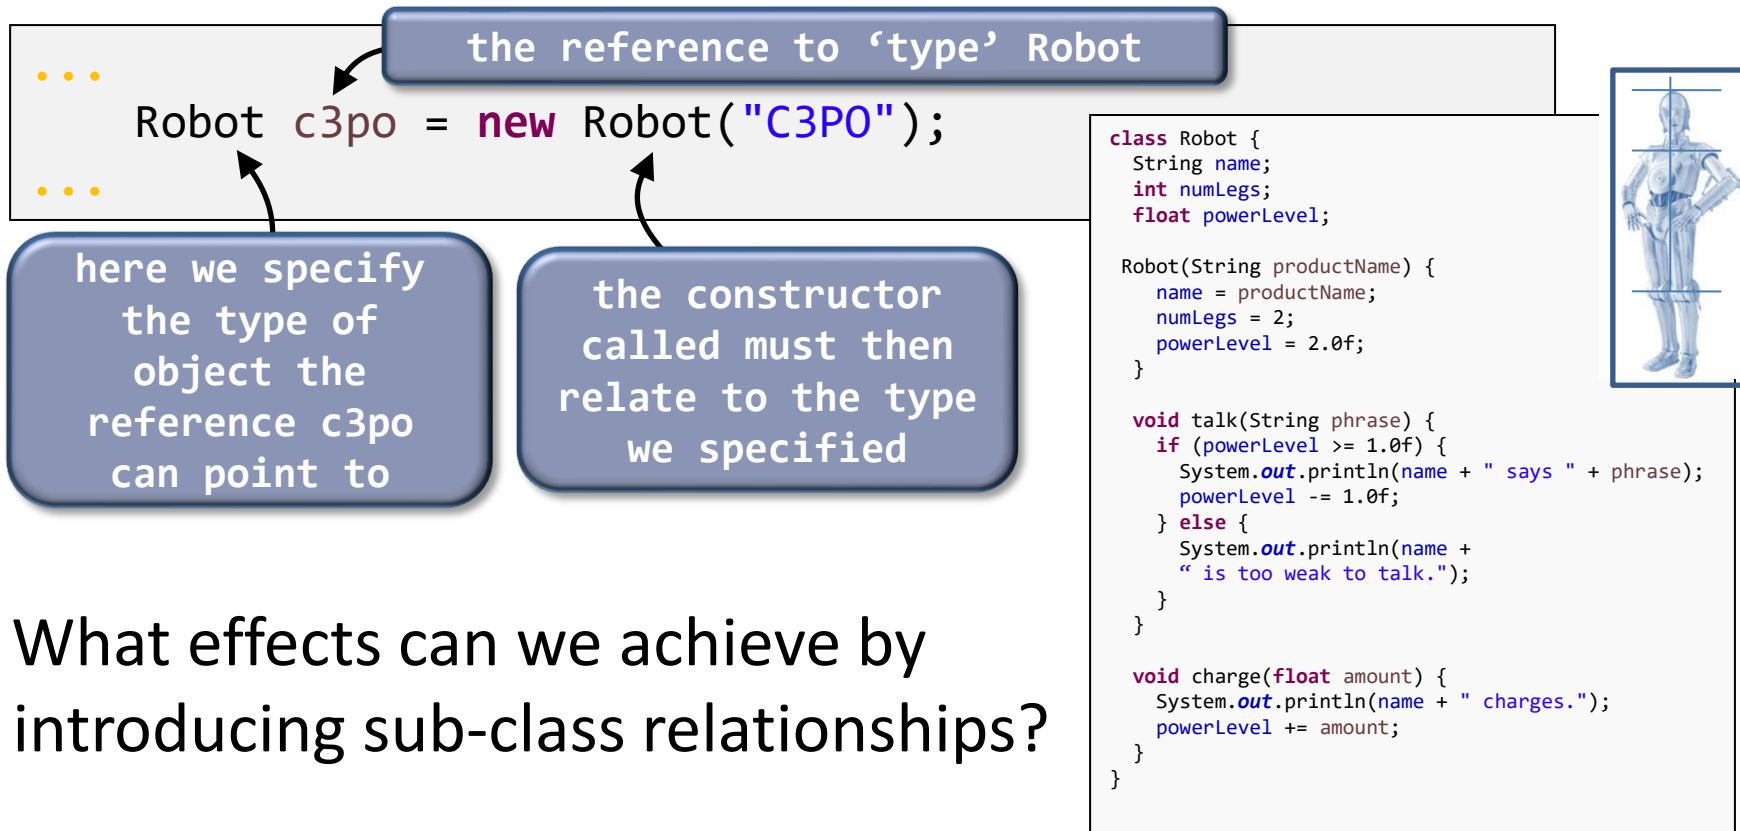 the reference to ‘type’ Robot
...
Robot c3po = new Robot("C3PO");
...
here we specify
the type of
object the
reference c3po
can point to
the constructor
called must then
relate to the type
we specified
What effects can we achieve by
introducing sub-class relationships?
class Robot {
String name;
int numLegs;
float powerLevel;
Robot(String productName) {
name = productName;
numLegs = 2;
powerLevel = 2.0f;
}
void talk(String phrase) {
if (powerLevel >= 1.0f) {
System.out.println(name + " says " + phrase);
powerLevel -= 1.0f;
} else {
System.out.println(name +
“ is too weak to talk.");
}
}
void charge(float amount) {
System.out.println(name + " charges.");
powerLevel += amount;
}
}